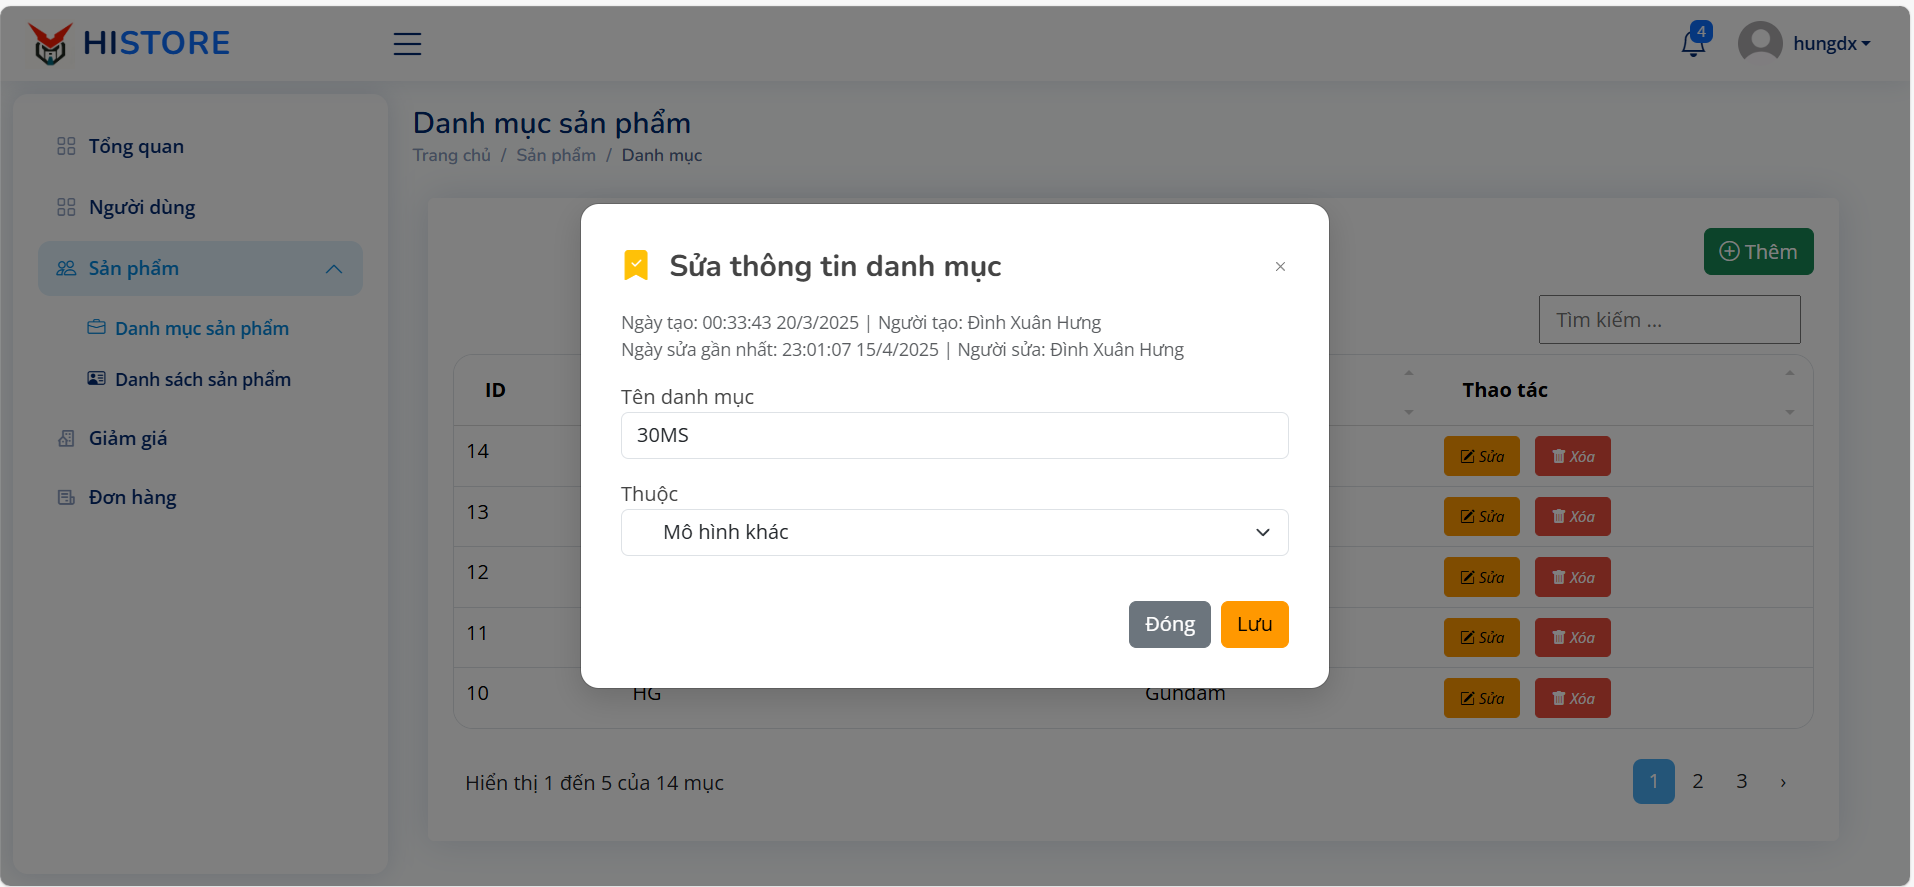 HISTORE
4
hungdx
Tổng quan
Người dùng
Sản phẩm
Danh mục sản phẩm
Danh sách sản phẩm
Giảm giá
Đơn hàng
Danh mục sản phẩm
Trang chủ / Sản phẩm / Danh mục
Thêm
Tìm kiếm ...
ID
Thao tác
14
Sửa
Xóa
13
Sửa
Xóa
12
Sửa
Xóa
11
Sửa
Xóa
10
HG
Gundam
Sửa
Xóa
Hiển thị 1 đến 5 của 14 mục
1 2 3 ›
Sửa thông tin danh mục
×
Ngày tạo: 00:33:43 20/3/2025 | Người tạo: Đình Xuân Hưng
Ngày sửa gần nhất: 23:01:07 15/4/2025 | Người sửa: Đình Xuân Hưng
Tên danh mục
30MS
Thuộc
Mô hình khác
Đóng
Lưu